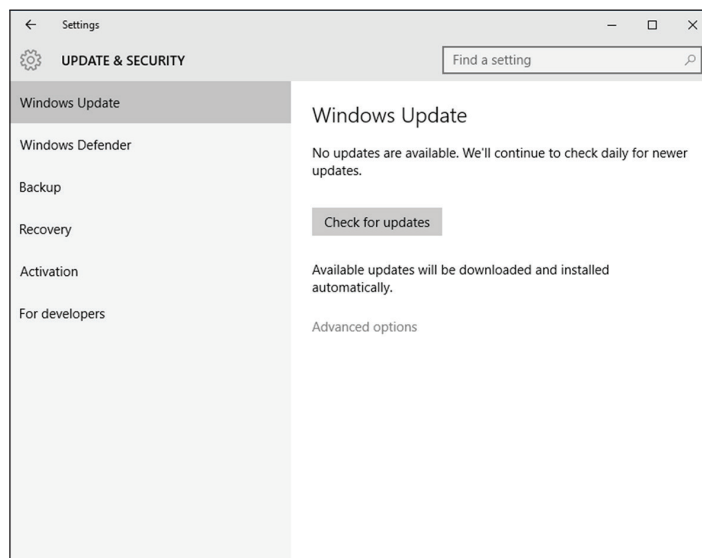 Settings
UPDATE & SECURITY
Find a setting
Windows Update
Windows Defender
Backup
Recovery
Activation
For developers
Windows Update
No updates are available. We'll continue to check daily for newer
updates.
Check for updates
Available updates will be downloaded and installed
automatically.
Advanced options